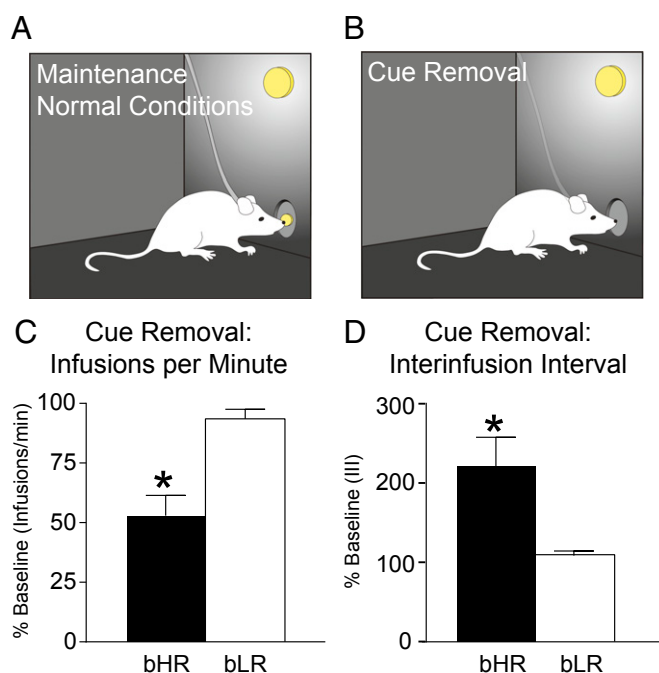 A
Maintenance
Normal Conditions
B
Cue Removal
C
Cue Removal:
Infusions per Minute
% Baseline (Infusions/min)
100
75
50
25
0
*
bHR
bLR
D
Cue Removal:
Interinfusion Interval
% Baseline (III)
300
200
100
0
*
bHR
bLR